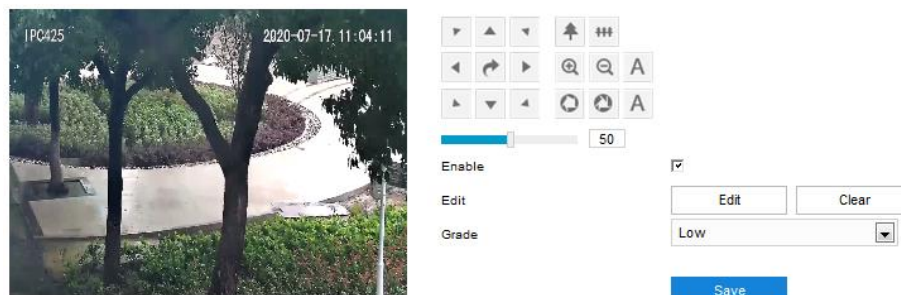 IPC425 2020-07-17 11:04:11
A
A
50
Enable
Edit
Edit Clear
Grade
Low
Save